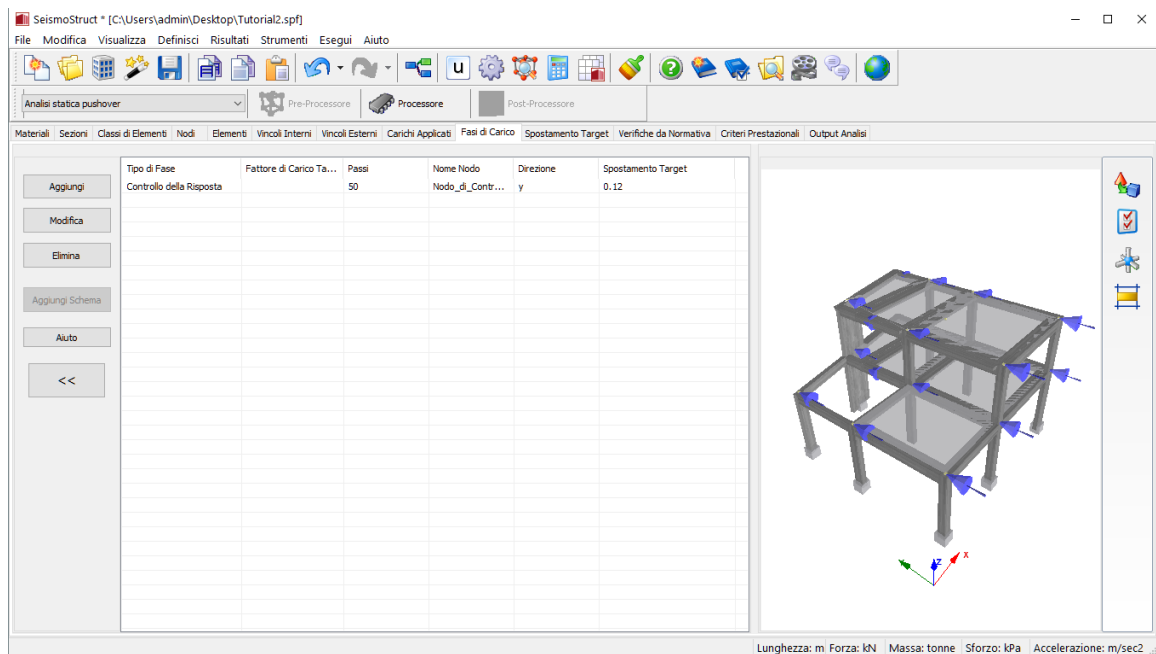 SeismoStruct * [C:\Users\admin\Desktop\Tutorial2.spf]
File Modifica Visualizza Definisci Risultati Strumenti Esegui Aiuto
u
Analisi statica pushover Pre-Processore Processore Post-Processore
Materiali Sezioni Classi di Elementi Nodi Elementi Vincoli Interni Vincoli Esterni Carichi Applicati Fasi di Carico Spostamento Target Verifiche da Normativa Criteri Prestazionali Output Analisi
Tipo di Fase Fattore di Carico Ta... Passi Nome Nodo Direzione Spostamento Target
Controllo della Risposta 50 Nodo_di_Contr... y 0.12
Aggiungi
Modifica
Elimina
Aggiungi Schema
Aiuto
<<
X
Z
Lunghezza: m Forza: kN Massa: tonne Sforzo: kPa Accelerazione: m/sec2